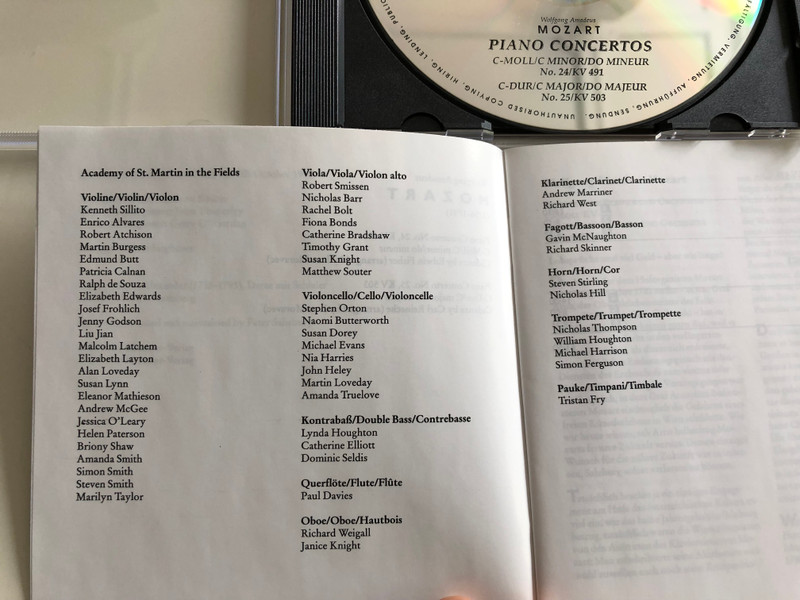 Wolfgang Amadeus
MOZART
PIANO CONCERTOS
C-MOLL/C MINOR/DO MINEUR
No. 24/KV 491
C-DUR/C MAJOR/DO MAJEUR
No. 25/KV 503
VERMIETUNG, AUFFÜHRUNG, SENDUNG, UNAUTHORISED COPYING, HIRING, LENDING,
Academy of St. Martin in the Fields
Violine/Violin/Violon
Kenneth Sillito
Enrico Alvares
Robert Atchison
Martin Burgess
Edmund Butt
Patricia Calnan
Ralph de Souza
Elizabeth Edwards
Josef Frohlich
Jenny Godson
Liu Jian
Malcolm Latchem
Elizabeth Layton
Alan Loveday
Susan Lynn
Eleanor Mathieson
Andrew McGee
Jessica O'Leary
Helen Paterson
Briony Shaw
Amanda Smith
Simon Smith
Steven Smith
Marilyn Taylor
Viola/Viola/Violon alto
Robert Smissen
Nicholas Barr
Rachel Bolt
Fiona Bonds
Catherine Bradshaw
Timothy Grant
Susan Knight
Matthew Souter
Violoncello/Cello/Violoncelle
Stephen Orton
Naomi Butterworth
Susan Dorey
Michael Evans
Nia Harries
John Heley
Martin Loveday
Amanda Truelove
Kontrabaß/Double Bass/Contrebasse
Lynda Houghton
Catherine Elliott
Dominic Seldis
Querflöte/Flute/Flûte
Paul Davies
Oboe/Oboe/Hautbois
Richard Weigall
Janice Knight
Klarinette/Clarinet/Clarinette
Andrew Marriner
Richard West
Fagott/Bassoon/Basson
Gavin McNaughton
Richard Skinner
Horn/Horn/Cor
Steven Stirling
Nicholas Hill
Trompete/Trumpet/Trompette
Nicholas Thompson
William Houghton
Michael Harrison
Simon Ferguson
Pauke/Timpani/Timbale
Tristan Fry